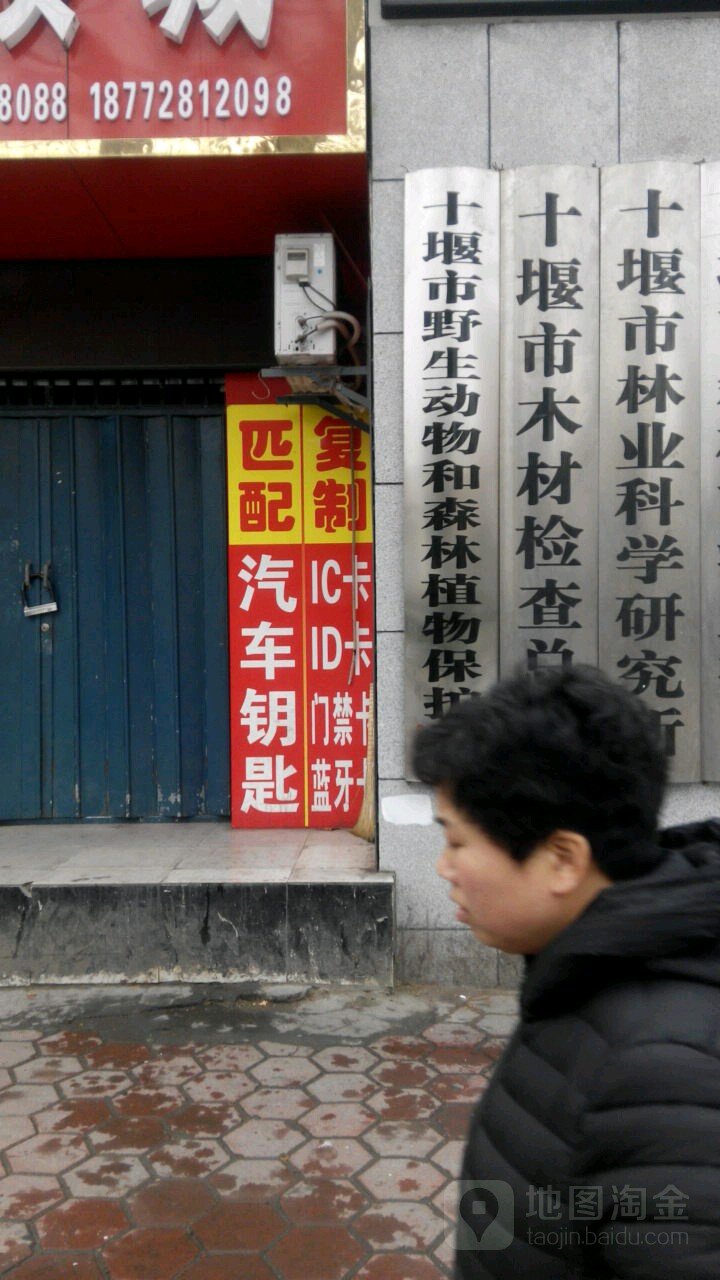 8088 18772812098
匹配
汽车钥匙
复制
IC卡
ID卡
门禁卡
蓝牙卡
十堰市野生动物和森林植物保护
十堰市木材检查总
十堰市林业科学研究所
地图淘金
taojin.baidu.com